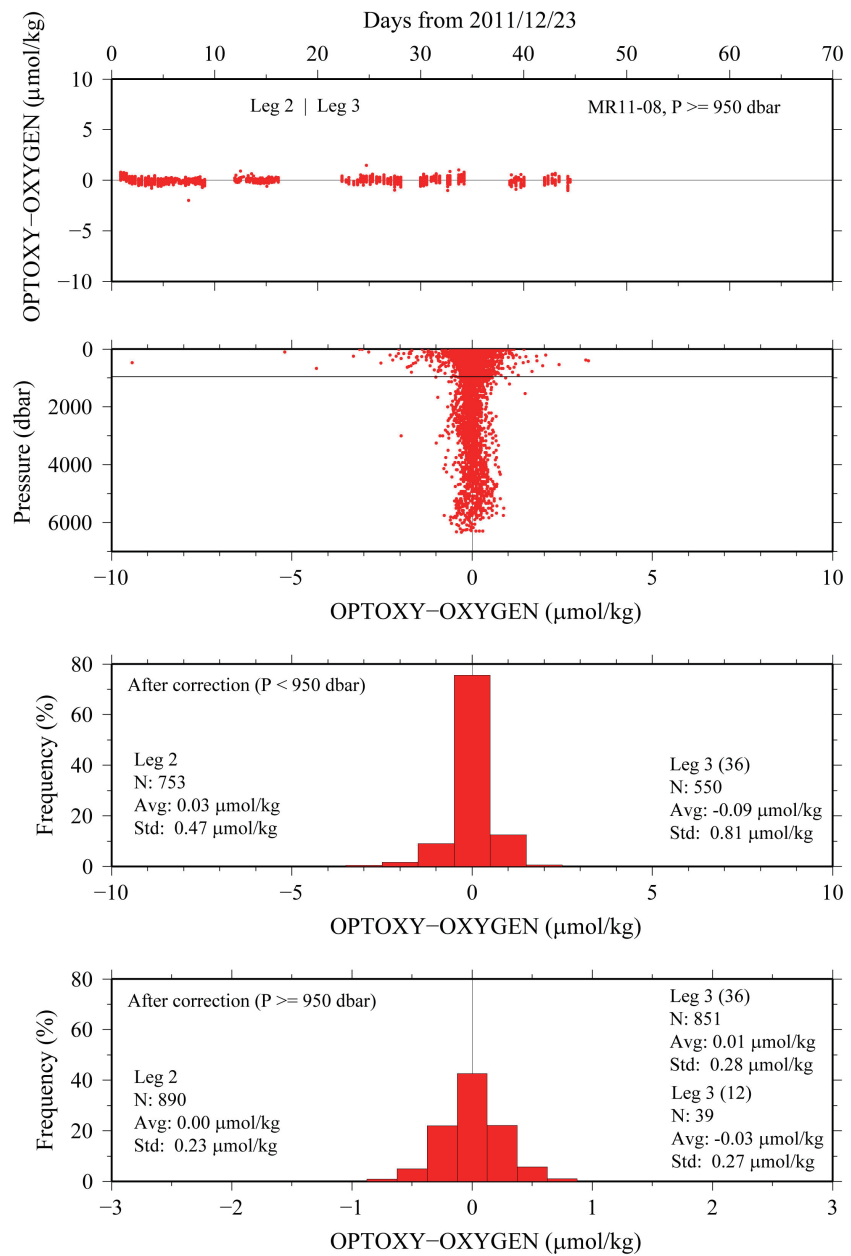 Days from 2011/12/23
0 10 20 30 40 50 60 70
OPTOXY−OXYGEN (μmol/kg)
10
5
0
−5
−10
Leg 2 | Leg 3
MR11-08, P >= 950 dbar
Pressure (dbar)
0
2000
4000
6000
−10 −5 0 5 10
OPTOXY−OXYGEN (μmol/kg)
Frequency (%)
80
60
40
20
0
After correction (P < 950 dbar)
Leg 2
N: 753
Avg: 0.03 μmol/kg
Std: 0.47 μmol/kg
Leg 3 (36)
N: 550
Avg: -0.09 μmol/kg
Std: 0.81 μmol/kg
−10 −5 0 5 10
OPTOXY−OXYGEN (μmol/kg)
Frequency (%)
80
60
40
20
0
After correction (P >= 950 dbar)
Leg 2
N: 890
Avg: 0.00 μmol/kg
Std: 0.23 μmol/kg
Leg 3 (36)
N: 851
Avg: 0.01 μmol/kg
Std: 0.28 μmol/kg
Leg 3 (12)
N: 39
Avg: -0.03 μmol/kg
Std: 0.27 μmol/kg
−3 −2 −1 0 1 2 3
OPTOXY−OXYGEN (μmol/kg)